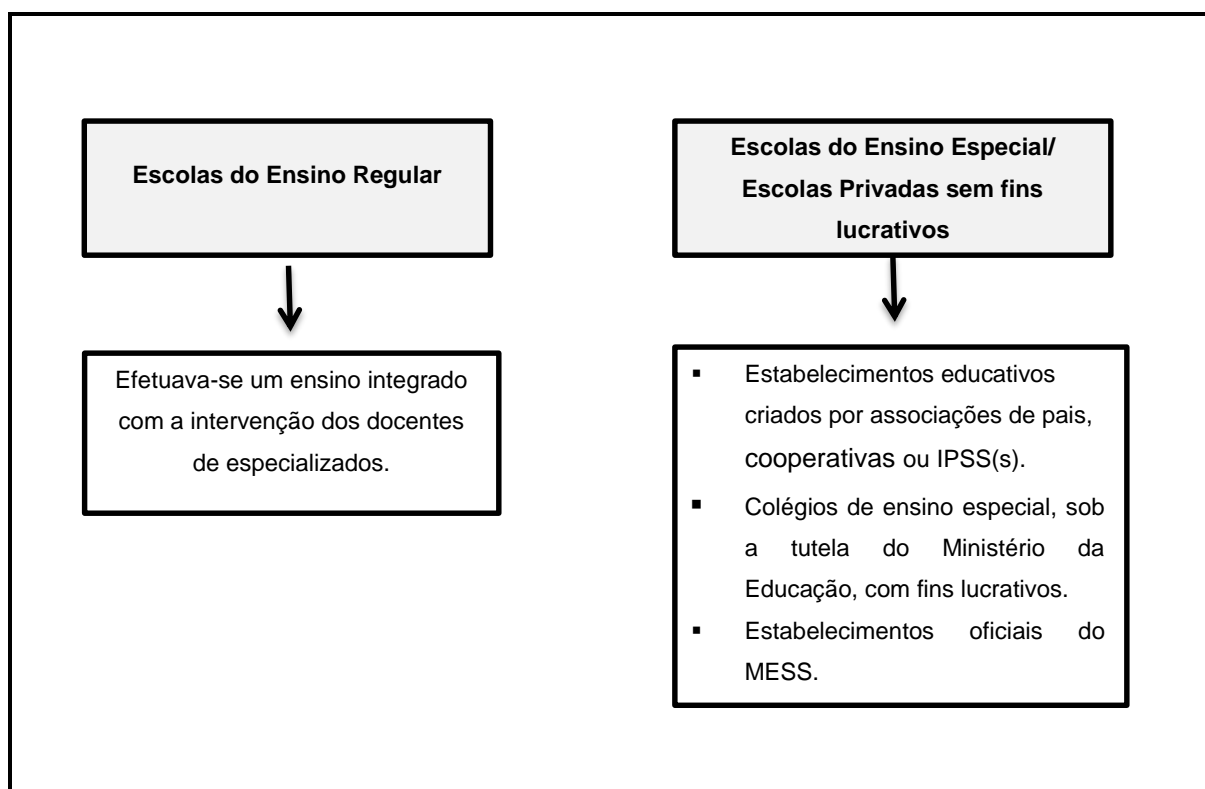 Escolas do Ensino Regular
Efetuava-se um ensino integrado
com a intervenção dos docentes
de especializados.
Escolas do Ensino Especial/
Escolas Privadas sem fins
lucrativos
▪ Estabelecimentos educativos
criados por associações de pais,
cooperativas ou IPSS(s).
▪ Colégios de ensino especial, sob
a tutela do Ministério da
Educação, com fins lucrativos.
▪ Estabelecimentos oficiais do
MESS.